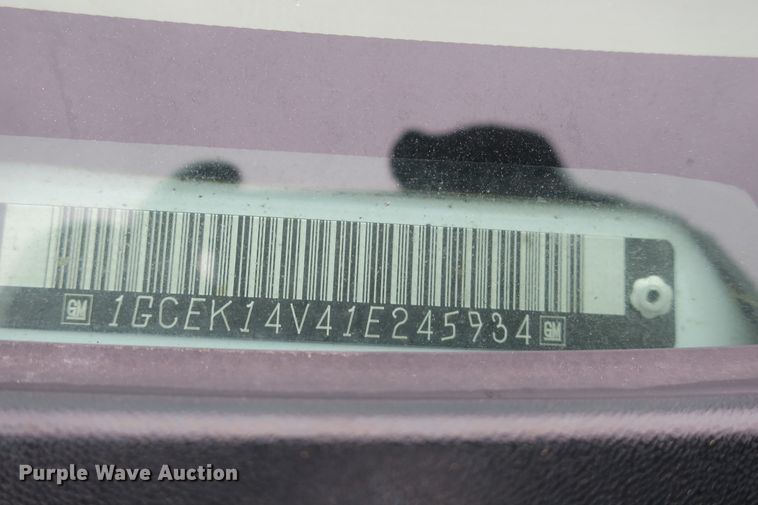 GM 1GCEK14V41E245934 GM
Purple Wave Auction